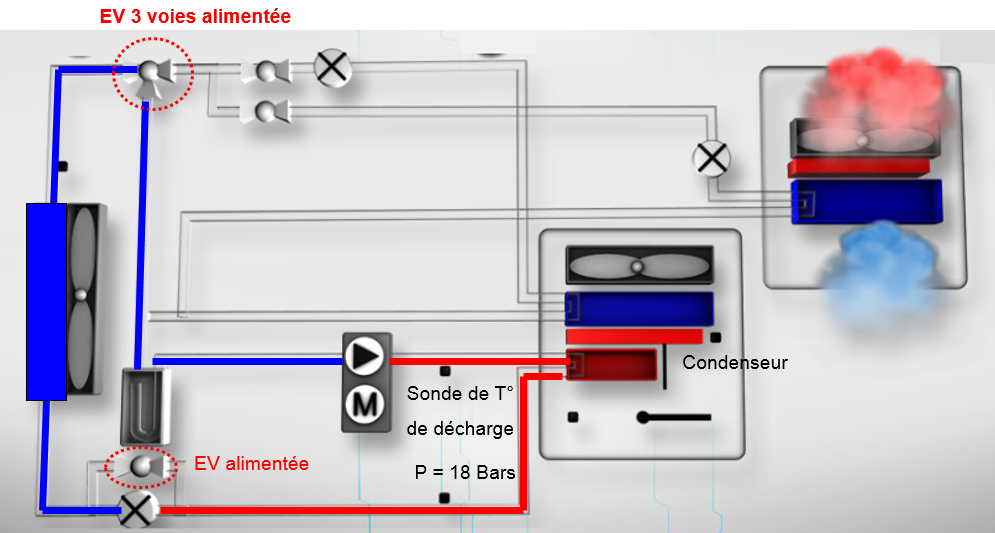 EV 3 voies alimentée
Condenseur
Sonde de T°
de décharge
M
EV alimentée
P = 18 Bars